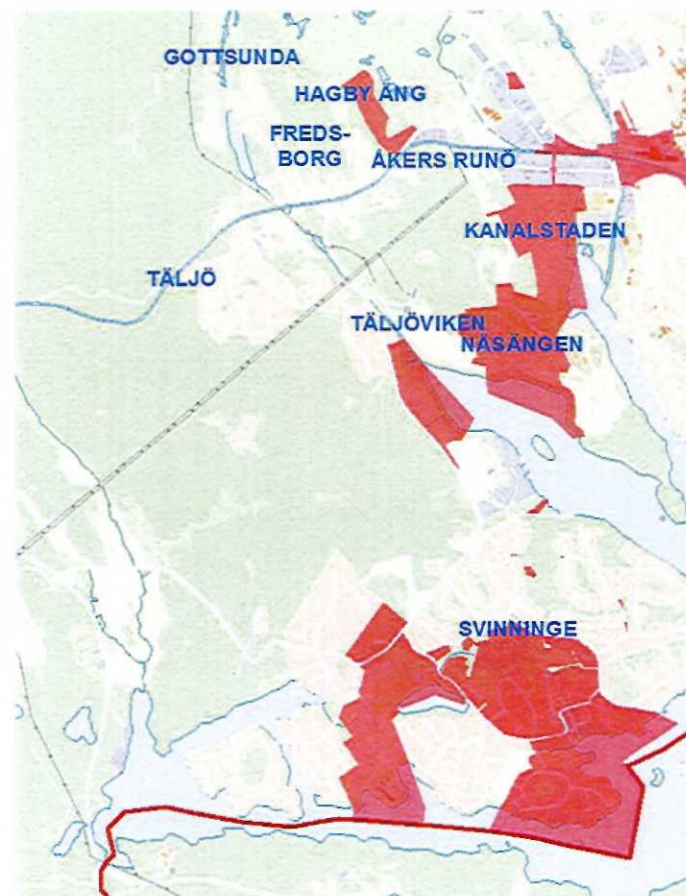 GOTTSUNDA
HAGBY ÄNG
FREDS-
BORG
ÅKERS RUNÖ
KANALSTADEN
TÄLJÖ
TÄLJÖVIKEN
NÄSÄNGEN
SVINNINGE